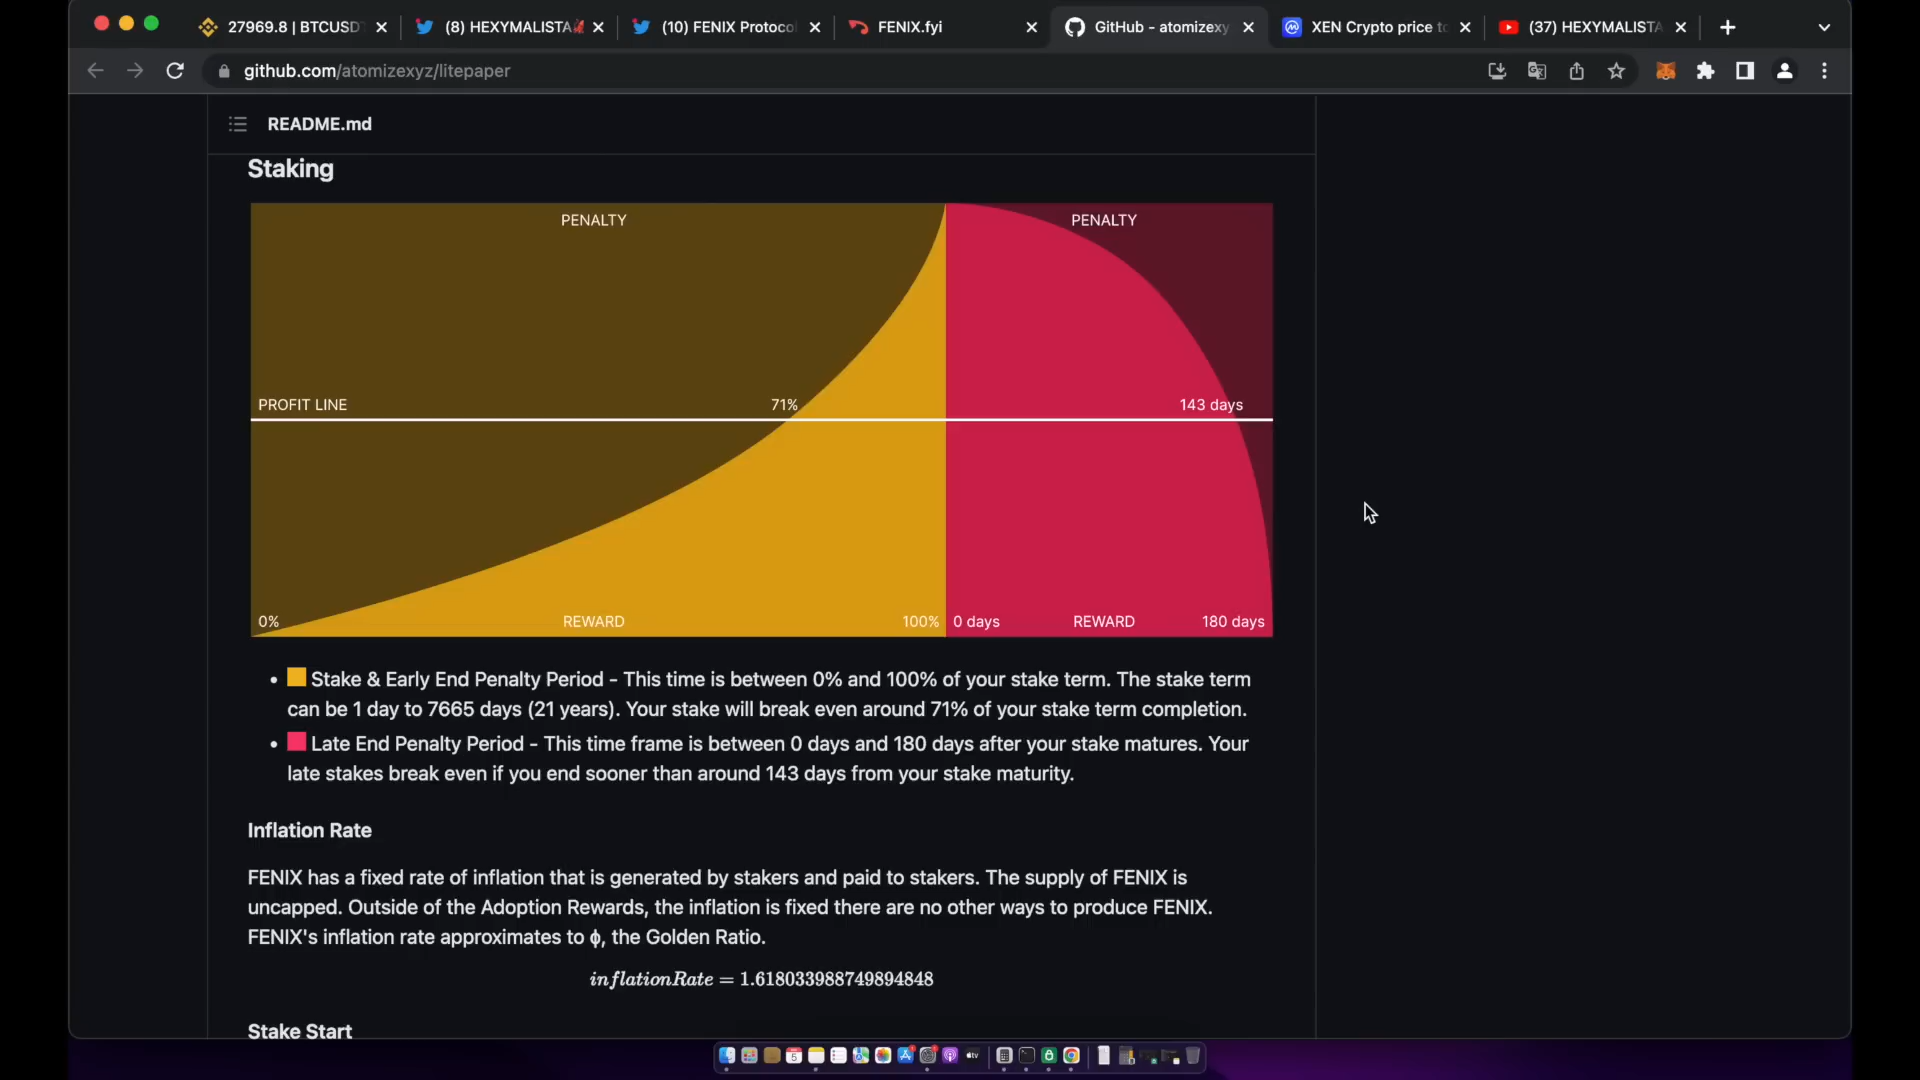 27969.8 | BTCUSD
(8) HEXYMALISTA
(10) FENIX Protoco
FENIX.fyi
GitHub - atomizexy
XEN Crypto price to
(37) HEXYMALISTA
github.com/atomizexyz/litepaper
README.md
Staking
PENALTY
PENALTY
PROFIT LINE
71%
143 days
0%
REWARD
100%
0 days
REWARD
180 days
Stake & Early End Penalty Period - This time is between 0% and 100% of your stake term. The stake term
can be 1 day to 7665 days (21 years). Your stake will break even around 71% of your stake term completion.
Late End Penalty Period - This time frame is between 0 days and 180 days after your stake matures. Your
late stakes break even if you end sooner than around 143 days from your stake maturity.
Inflation Rate
FENIX has a fixed rate of inflation that is generated by stakers and paid to stakers. The supply of FENIX is
uncapped. Outside of the Adoption Rewards, the inflation is fixed there are no other ways to produce FENIX.
FENIX's inflation rate approximates to ϕ, the Golden Ratio.
inflationRate = 1.618033988749894848
Stake Start